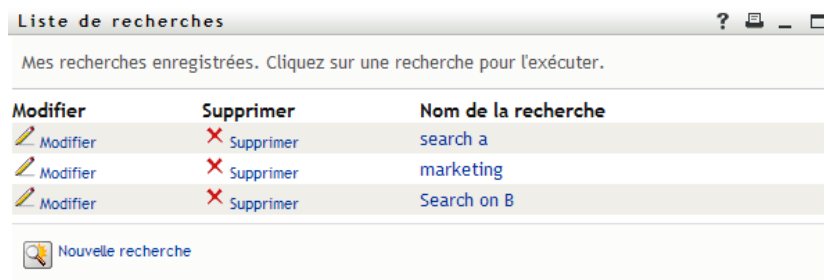 Liste de recherches ?
Mes recherches enregistrées. Cliquez sur une recherche pour l'exécuter.
Modifier Supprimer Nom de la recherche
Modifier Supprimer search a
Modifier Supprimer marketing
Modifier Supprimer Search on B
Nouvelle recherche